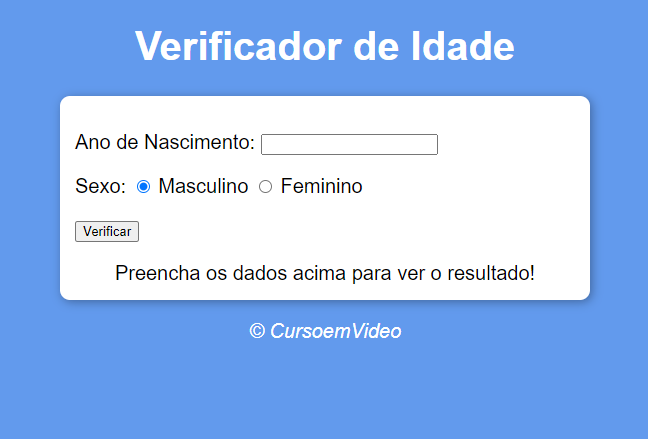 Verificador de Idade
Ano de Nascimento:
Sexo: Masculino Feminino
Verificar
Preencha os dados acima para ver o resultado!
© CursoemVideo